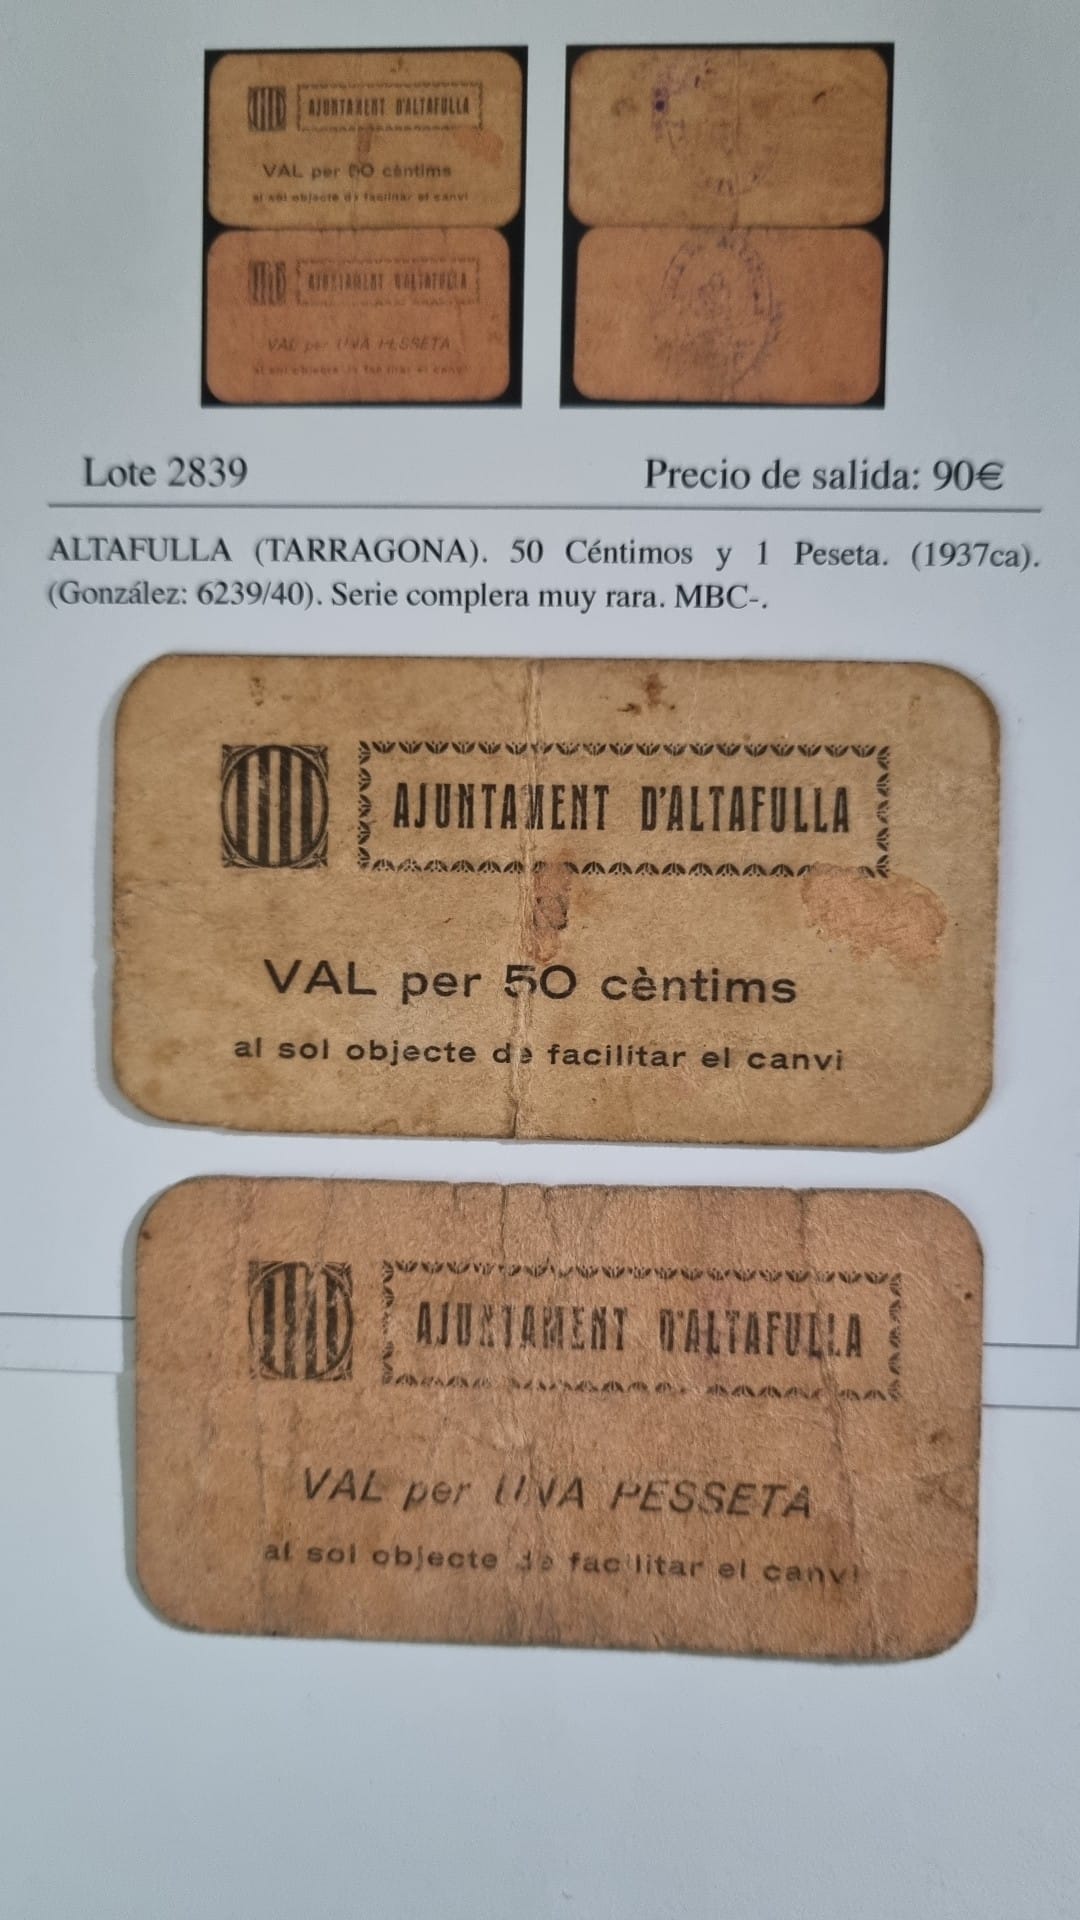 AJUNTAMENT D'ALTAFULLA
VAL per 50 cèntims
al sol objecte de facilitar el canvi
AJUNTAMENT D'ALTAFULLA
VAL per UNA PESSETA
al sol objecte de facilitar el canvi
Lote 2839
Precio de salida: 90€
ALTAFULLA (TARRAGONA). 50 Céntimos y 1 Peseta. (1937ca).
(González: 6239/40). Serie complera muy rara. MBC-.
AJUNTAMENT D'ALTAFULLA
VAL per 50 cèntims
al sol objecte de facilitar el canvi
AJUNTAMENT D'ALTAFULLA
VAL per UNA PESSETA
al sol objecte de facilitar el canvi